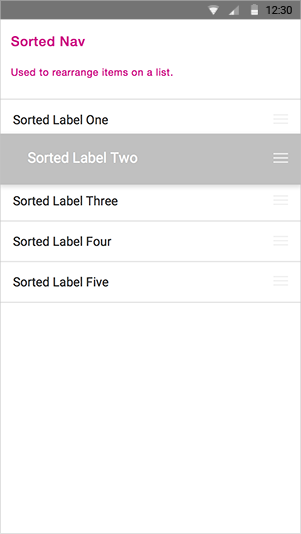 12:30
Sorted Nav
Used to rearrange items on a list.
Sorted Label One
Sorted Label Two
Sorted Label Three
Sorted Label Four
Sorted Label Five